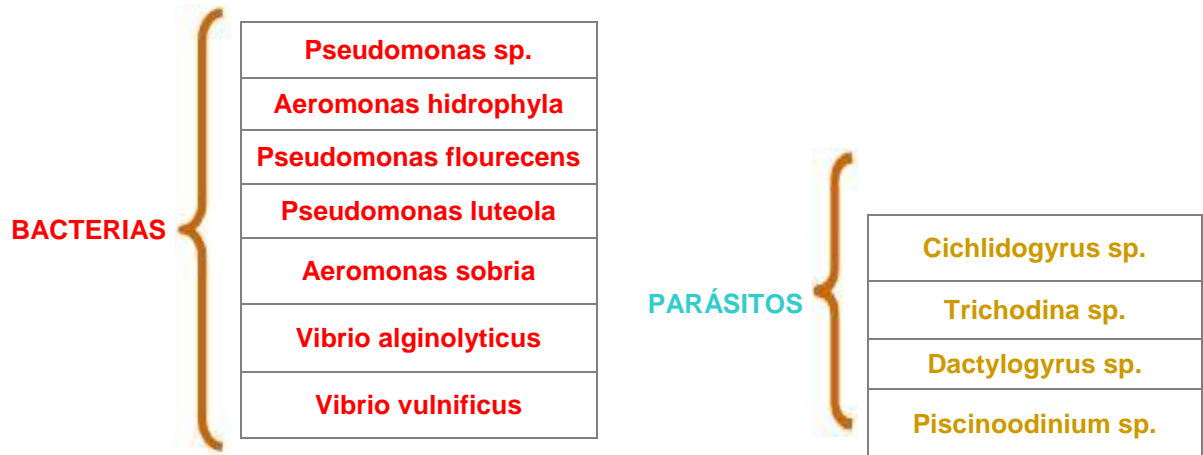 BACTERIAS
Pseudomonas sp.
Aeromonas hidrophyla
Pseudomonas flourecens
Pseudomonas luteola
Aeromonas sobria
Vibrio alginolyticus
Vibrio vulnificus
PARÁSITOS
Cichlidogyrus sp.
Trichodina sp.
Dactylogyrus sp.
Piscinoodinium sp.